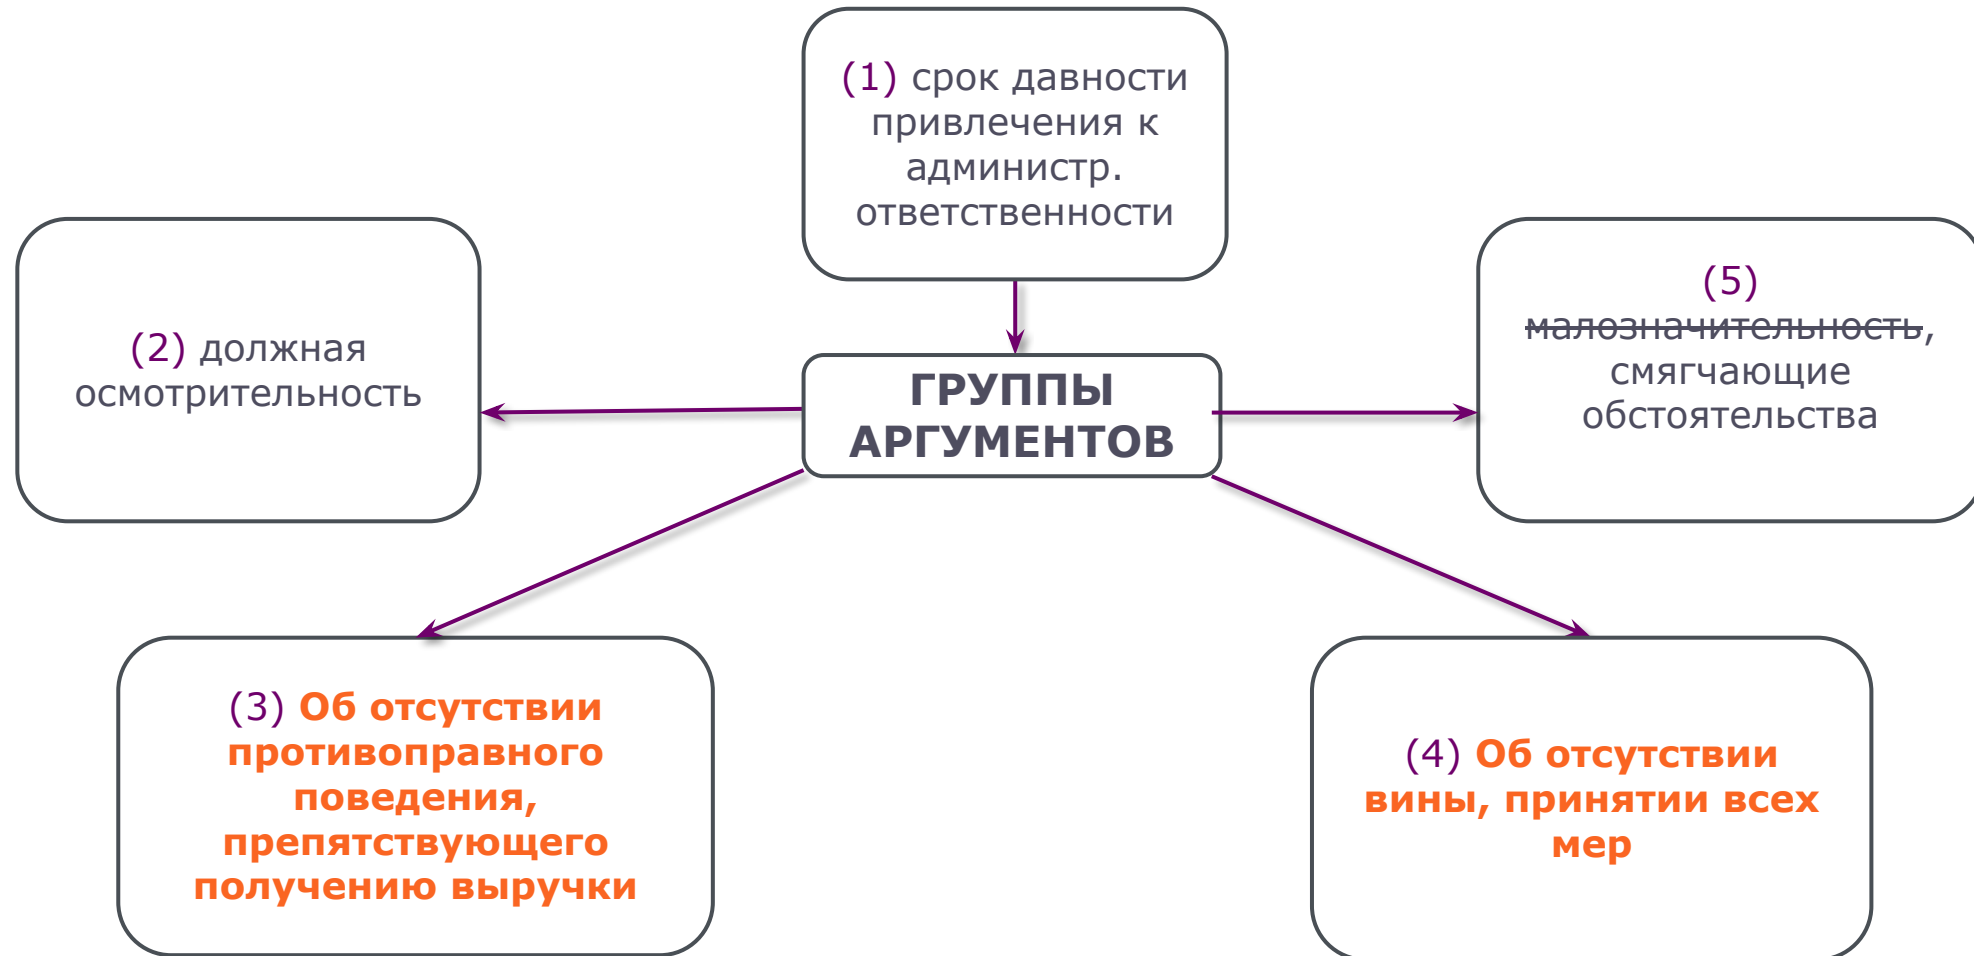 (1) срок давности
привлечения к
администр.
ответственности
(2) должная
осмотрительность
ГРУППЫ
АРГУМЕНТОВ
(5)
малозначительность,
смягчающие
обстоятельства
(3) Об отсутствии
противоправного
поведения,
препятствующего
получению выручки
(4) Об отсутствии
вины, принятии всех
мер